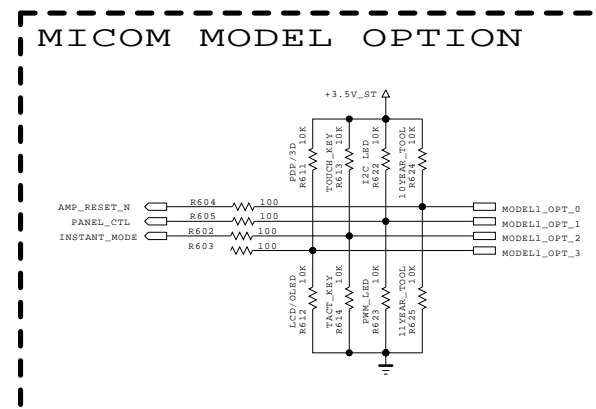 MICOM MODEL OPTION
+3.5V_ST
PDP/3D
R611 10K
TOUCH_KEY
R613 10K
I2C LED
R622 10K
10YEAR_TOOL
R624 10K
AMP_RESET_N R604 100 MODEL1_OPT_0
PANEL_CTL R605 100 MODEL1_OPT_1
INSTANT_MODE R602 100 MODEL1_OPT_2
R603 100 MODEL1_OPT_3
LCD/OLED
R612 10K
TACT_KEY
R614 10K
PWM_LED
R623 10K
11YEAR_TOOL
R625 10K